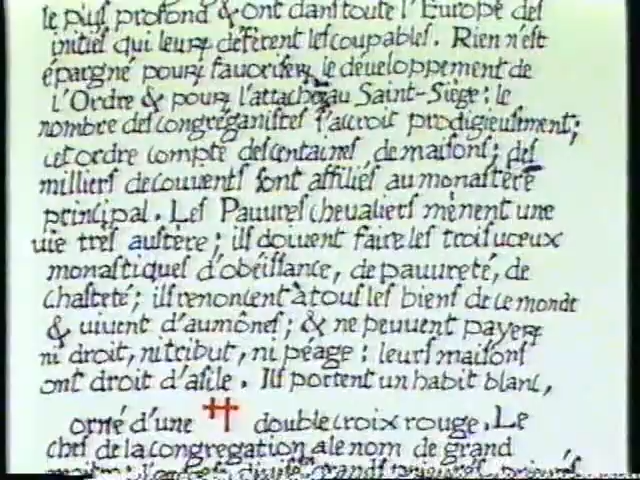 le plus profond & ont dans toute l'Europe des
initiés qui leurs défèrent les coupables. Rien n'est
épargné pour favoriser le développement de
l'Ordre & pour l'attacher au Saint-Siège : le
nombre des congréganistes s'accroit prodigieusement ;
cet ordre compte des centaines de maisons ; des
milliers de couvents sont affiliés au monastère
principal. Les Pauvres chevaliers mènent une
vie très austère ; ils doivent faire les trois vœux
monastiques d'obéissance, de pauvreté, de
chasteté ; ils renoncent à tous les biens de ce monde
& vivent d'aumônes ; & ne peuvent payer
ni droit, ni tribut, ni péage : leurs maisons
ont droit d'asile. Ils portent un habit blanc,
orné d'une double croix rouge. Le
chef de la congrégation a le nom de grand